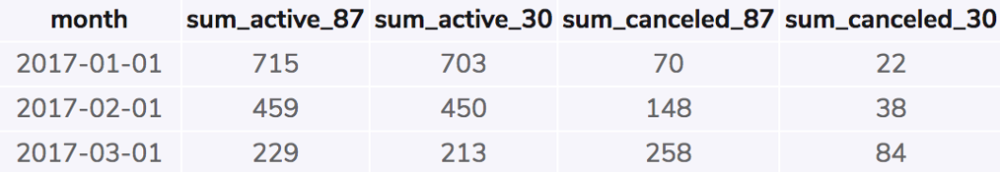 month sum_active_87 sum_active_30 sum_canceled_87 sum_canceled_30
2017-01-01 715 703 70 22
2017-02-01 459 450 148 38
2017-03-01 229 213 258 84